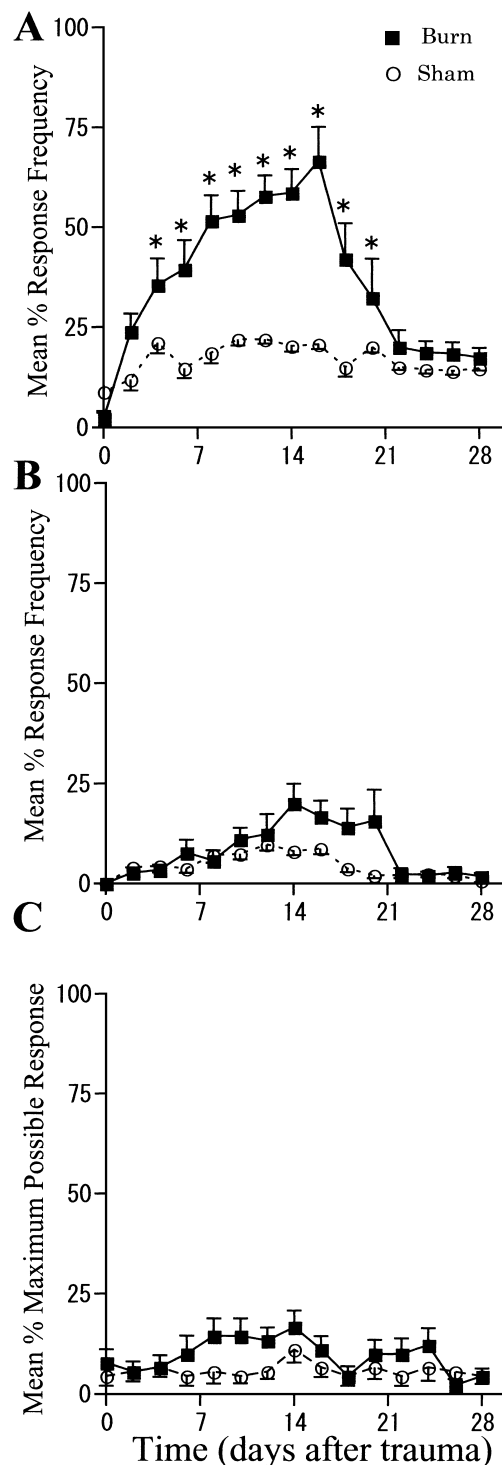 A
100
Burn
Sham
75
50
25
0
Mean % Response Frequency
* * * * * * * * *
0 7 14 21 28
B
100
75
50
25
0
Mean % Response Frequency
0 7 14 21 28
C
100
75
50
25
0
Mean % Maximum Possible Response
0 7 14 21 28
Time (days after trauma)